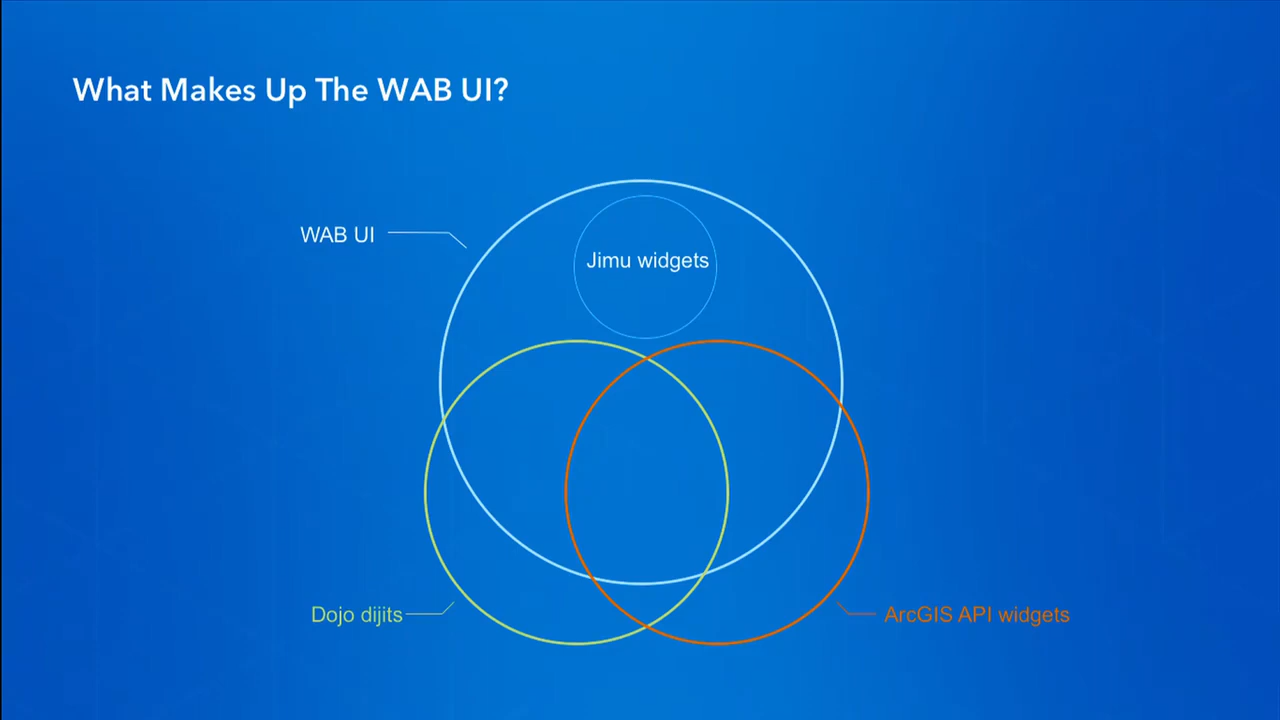 What Makes Up The WAB UI?
WAB UI
Jimu widgets
Dojo dijits
ArcGIS API widgets